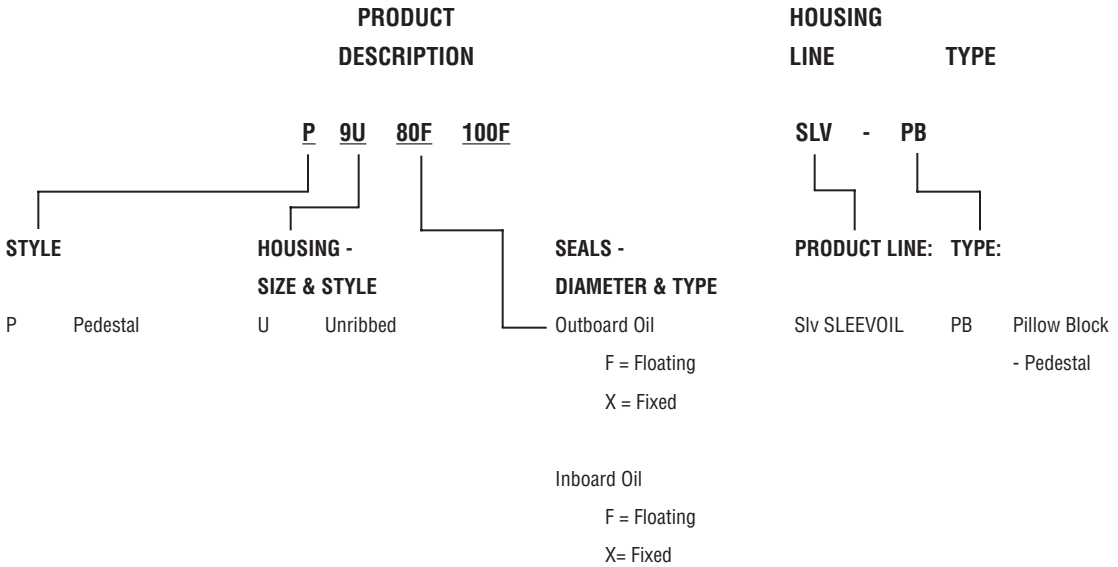 PRODUCT HOUSING
DESCRIPTION LINE TYPE
P 9U 80F 100F SLV - PB
STYLE HOUSING - SEALS - PRODUCT LINE: TYPE:
SIZE & STYLE DIAMETER & TYPE
P Pedestal U Unribbed Outboard Oil Slv SLEEVOIL PB Pillow Block
F = Floating - Pedestal
X = Fixed
Inboard Oil
F = Floating
X= Fixed